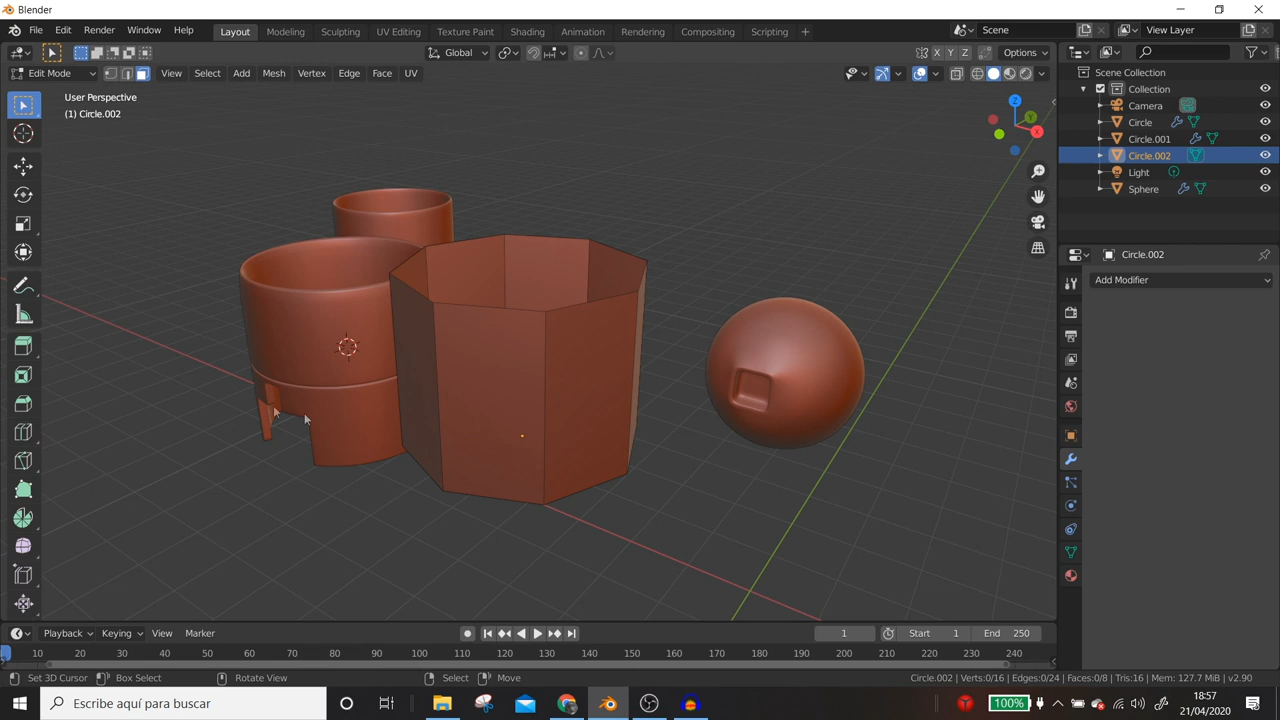 Blender
File Edit Render Window Help Layout Modeling Sculpting UV Editing Texture Paint Shading Animation Rendering Compositing Scripting + Scene View Layer
Global X Y Z Options
Edit Mode View Select Add Mesh Vertex Edge Face UV
User Perspective
(1) Circle.002
Z
Y
X
Scene Collection
Collection
Camera
Circle
Circle.001
Circle.002
Light
Sphere
Circle.002
Add Modifier
Playback Keying View Marker 1 Start 1 End 250
10 20 30 40 50 60 70 80 90 100 110 120 130 140 150 160 170 180 190 200 210 220 230 240
Set 3D Cursor Box Select Rotate View Select Move Circle.002 | Verts:0/16 | Edges:0/24 | Faces:0/8 | Tris:16 | Mem: 127.7 MiB | v2.90
Escribe aquí para buscar 100% 18:57
21/04/2020